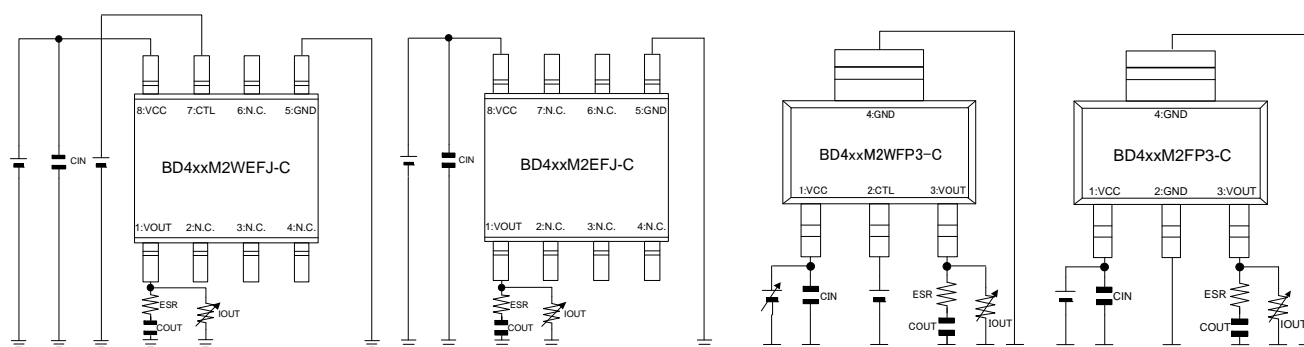 8:VCC 7:CTL 6:N.C. 5:GND
BD4xxM2WEFJ-C
1:VOUT 2:N.C. 3:N.C. 4:N.C.
CIN
ESR
COUT
IOUT
8:VCC 7:N.C. 6:N.C. 5:GND
BD4xxM2EFJ-C
1:VOUT 2:N.C. 3:N.C. 4:N.C.
CIN
ESR
COUT
IOUT
4:GND
BD4xxM2WFP3-C
1:VCC 2:CTL 3:VOUT
CIN
ESR
COUT
IOUT
4:GND
BD4xxM2FP3-C
1:VCC 2:GND 3:VOUT
CIN
ESR
COUT
IOUT